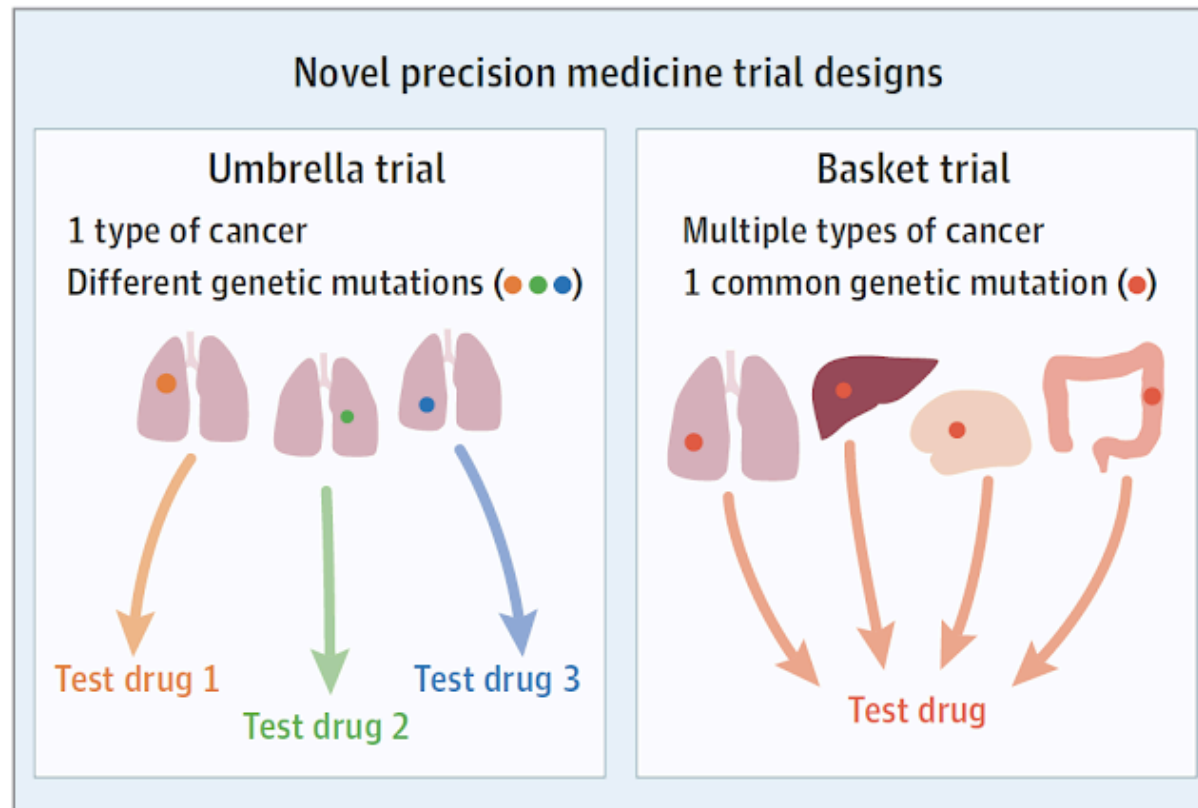 Novel precision medicine trial designs
Umbrella trial
1 type of cancer
Different genetic mutations (●●●)
Test drug 1
Test drug 2
Test drug 3
Basket trial
Multiple types of cancer
1 common genetic mutation (●)
Test drug